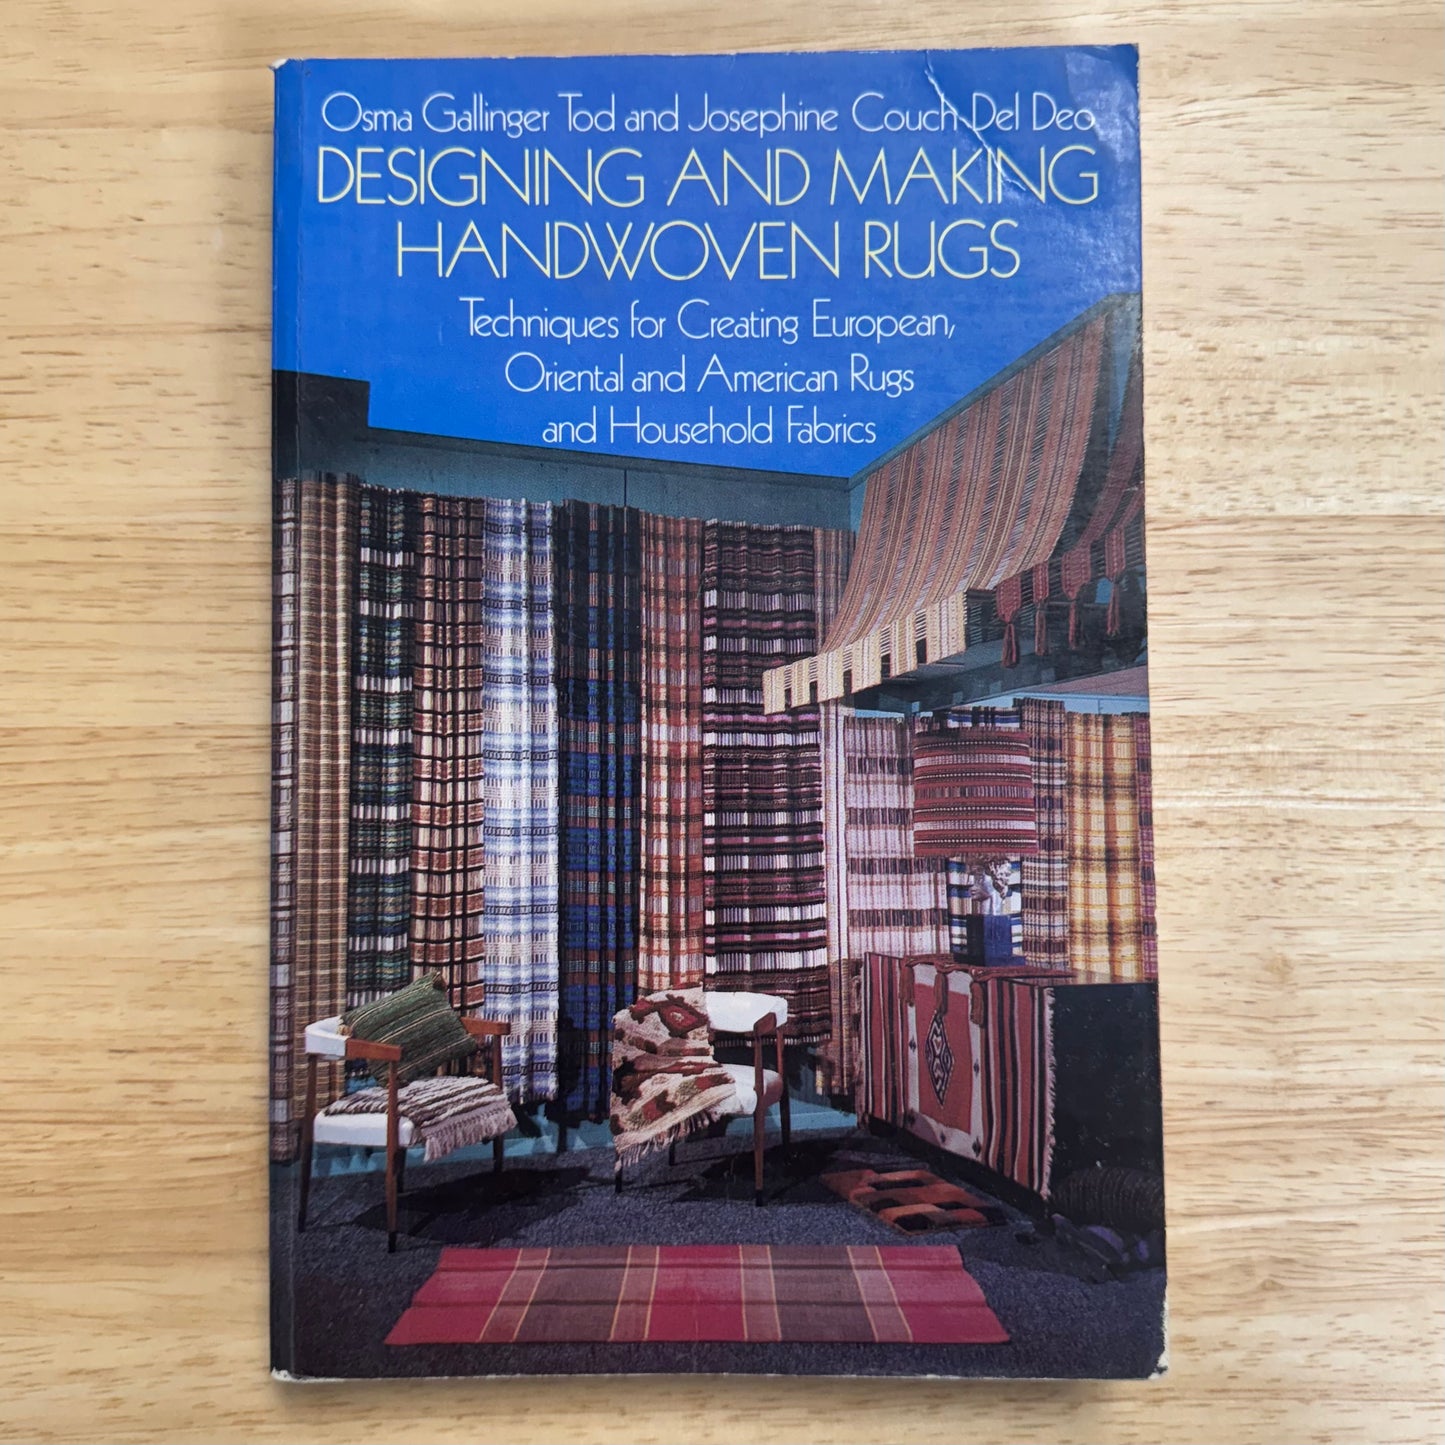 Osma Gallinger Tod and Josephine Couch Del Deo
DESIGNING AND MAKING
HANDWOVEN RUGS
Techniques for Creating European,
Oriental and American Rugs
and Household Fabrics